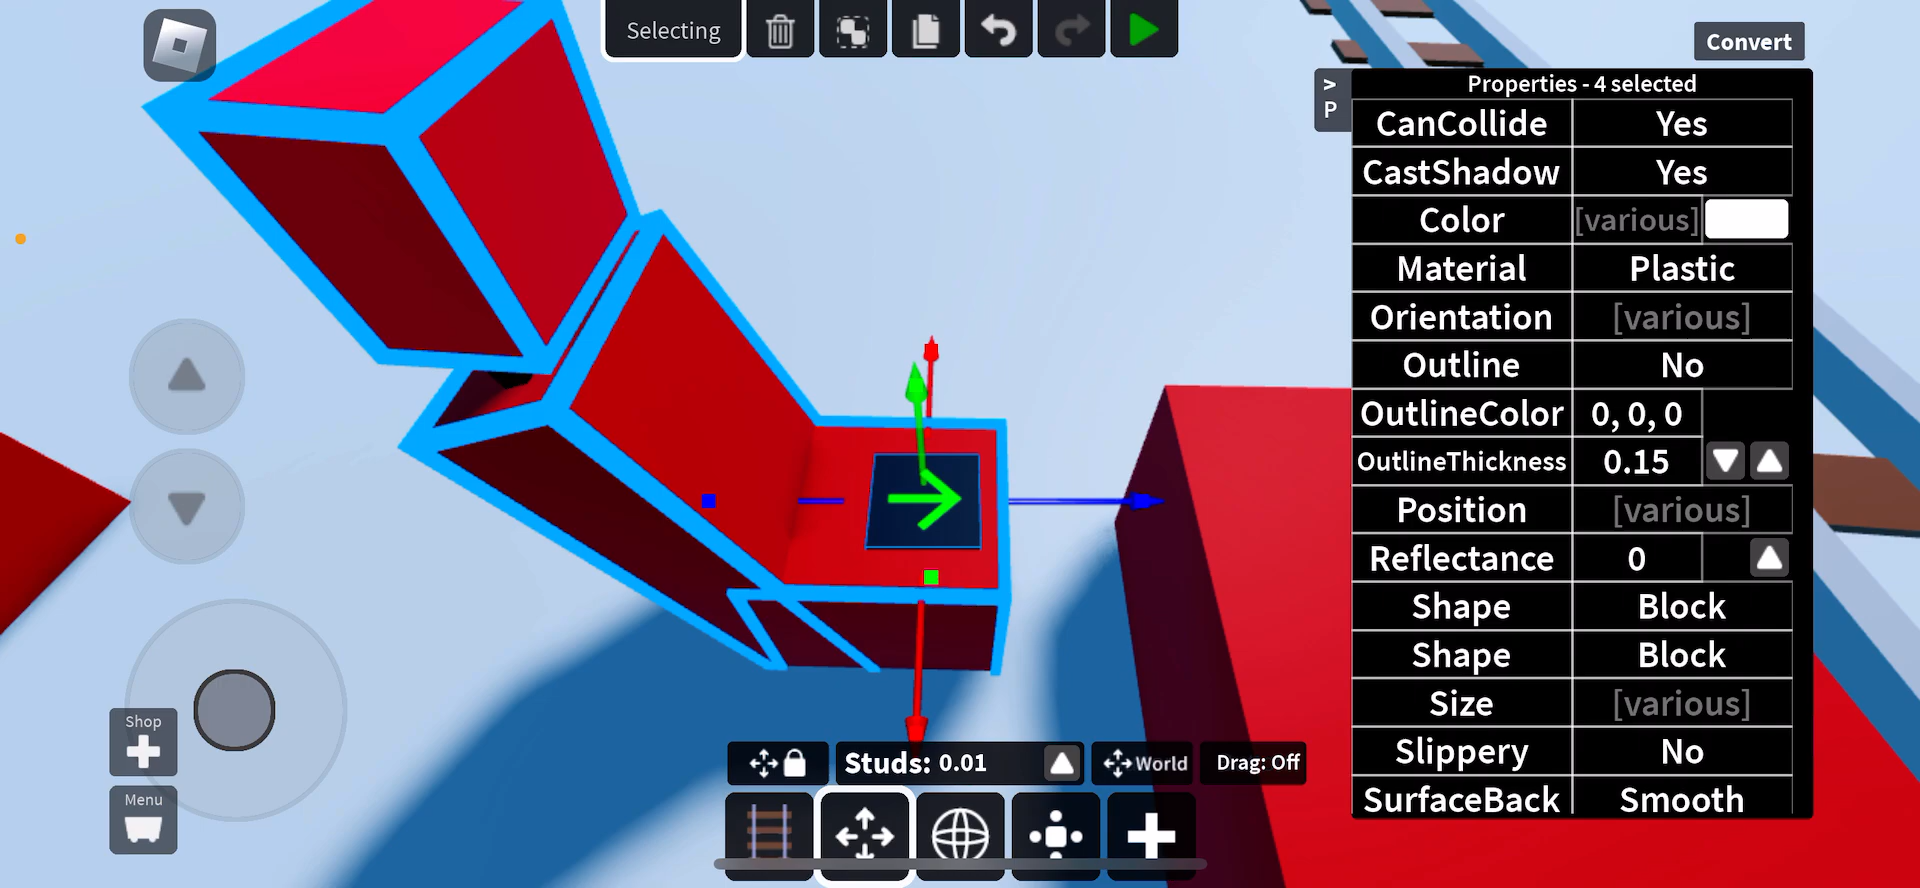 Selecting
Convert
>
P
Properties - 4 selected
CanCollide Yes
CastShadow Yes
Color [various]
Material Plastic
Orientation [various]
Outline No
OutlineColor 0, 0, 0
OutlineThickness 0.15
Position [various]
Reflectance 0
Shape Block
Shape Block
Size [various]
Slippery No
SurfaceBack Smooth
Shop
Menu
Studs: 0.01
World
Drag: Off